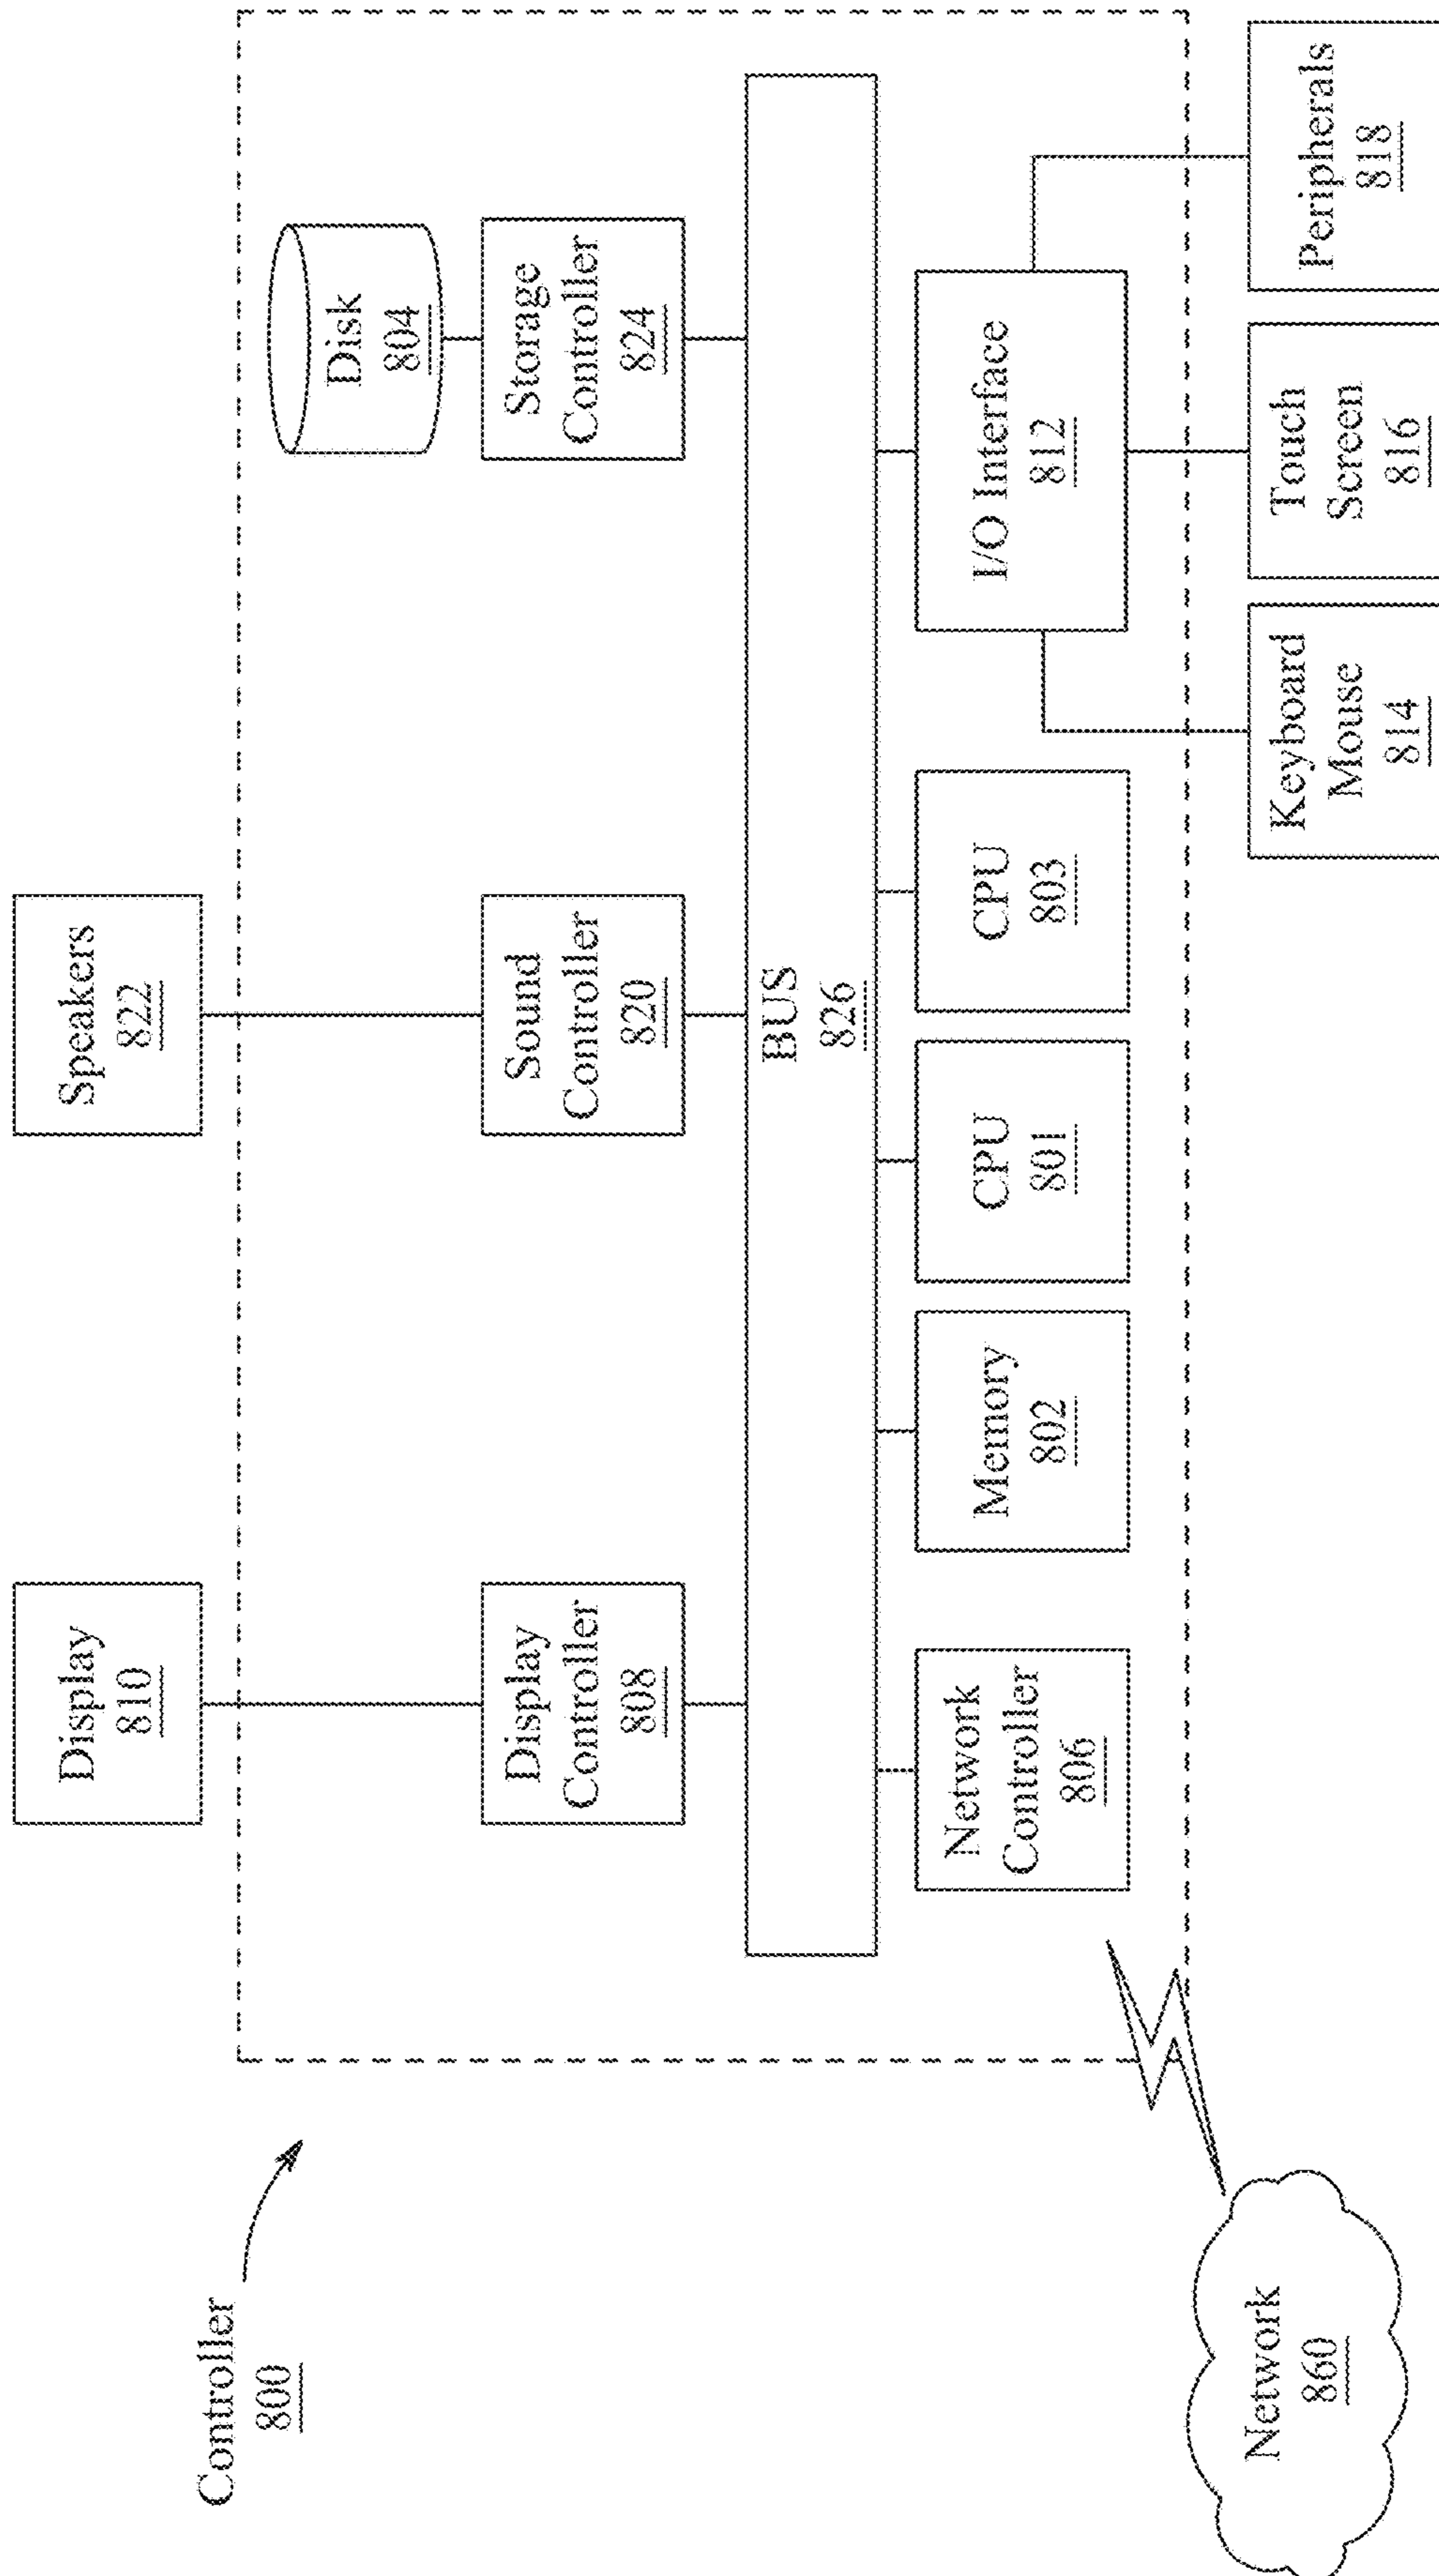 Controller
800
Display
810
Speakers
822
Disk
804
Display
Controller
808
Sound
Controller
820
Storage
Controller
824
BUS
826
Network
Controller
806
Memory
802
CPU
801
CPU
803
I/O Interface
812
Network
860
Keyboard
Mouse
814
Touch
Screen
816
Peripherals
818